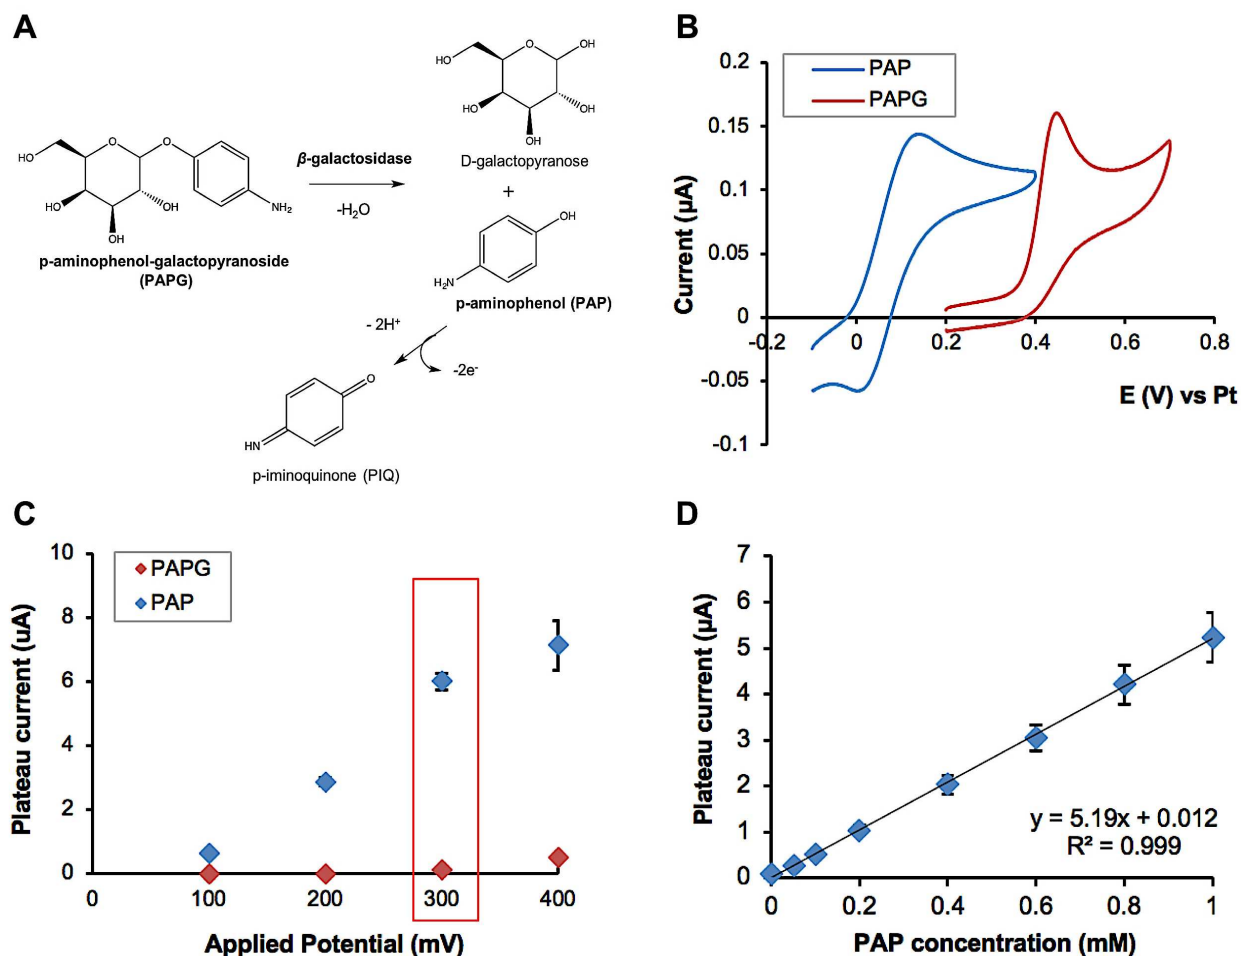 A
HO
O
OH
HO
OH
OH
D-galactopyranose
+
HO
O
O
HO
OH
OH
NH₂
p-aminophenol-galactopyranoside
(PAPG)
β-galactosidase
-H₂O
OH
H₂N
p-aminophenol (PAP)
- 2H⁺
-2e⁻
O
HN
p-iminoquinone (PIQ)
B
PAP
PAPG
0.2
0.15
0.1
0.05
0
-0.05
-0.1
Current (µA)
-0.2
0
0.2
0.4
0.6
0.8
E (V) vs Pt
C
PAPG
PAP
10
8
6
4
2
0
Plateau current (uA)
0
100
200
300
400
Applied Potential (mV)
D
7
6
5
4
3
2
1
0
Plateau current (µA)
y = 5.19x + 0.012
R² = 0.999
0
0.2
0.4
0.6
0.8
1
PAP concentration (mM)